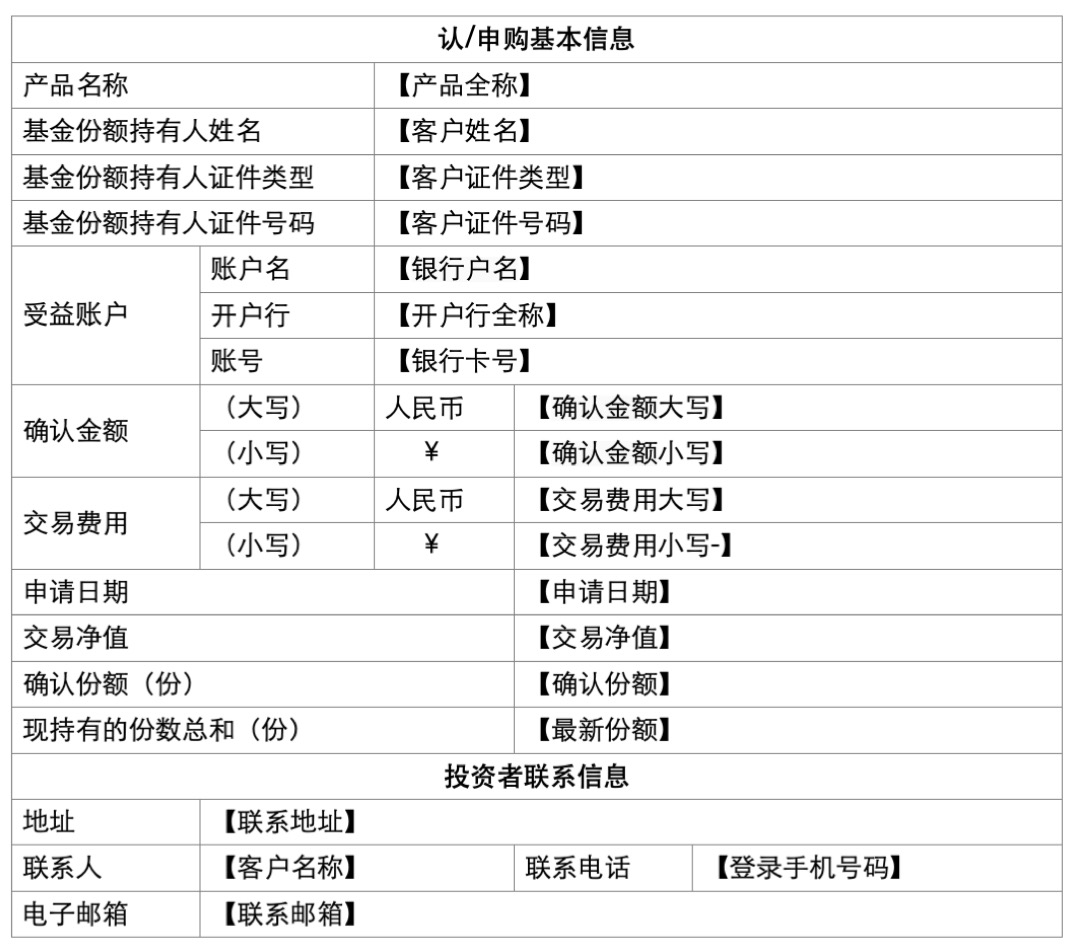 认/申购基本信息
产品名称 【产品全称】
基金份额持有人姓名 【客户姓名】
基金份额持有人证件类型 【客户证件类型】
基金份额持有人证件号码 【客户证件号码】
受益账户
账户名 【银行户名】
开户行 【开户行全称】
账号 【银行卡号】
确认金额
（大写） 人民币 【确认金额大写】
（小写） ¥ 【确认金额小写】
交易费用
（大写） 人民币 【交易费用大写】
（小写） ¥ 【交易费用小写-】
申请日期 【申请日期】
交易净值 【交易净值】
确认份额（份） 【确认份额】
现持有的份数总和（份） 【最新份额】
投资者联系信息
地址 【联系地址】
联系人 【客户名称】 联系电话 【登录手机号码】
电子邮箱 【联系邮箱】